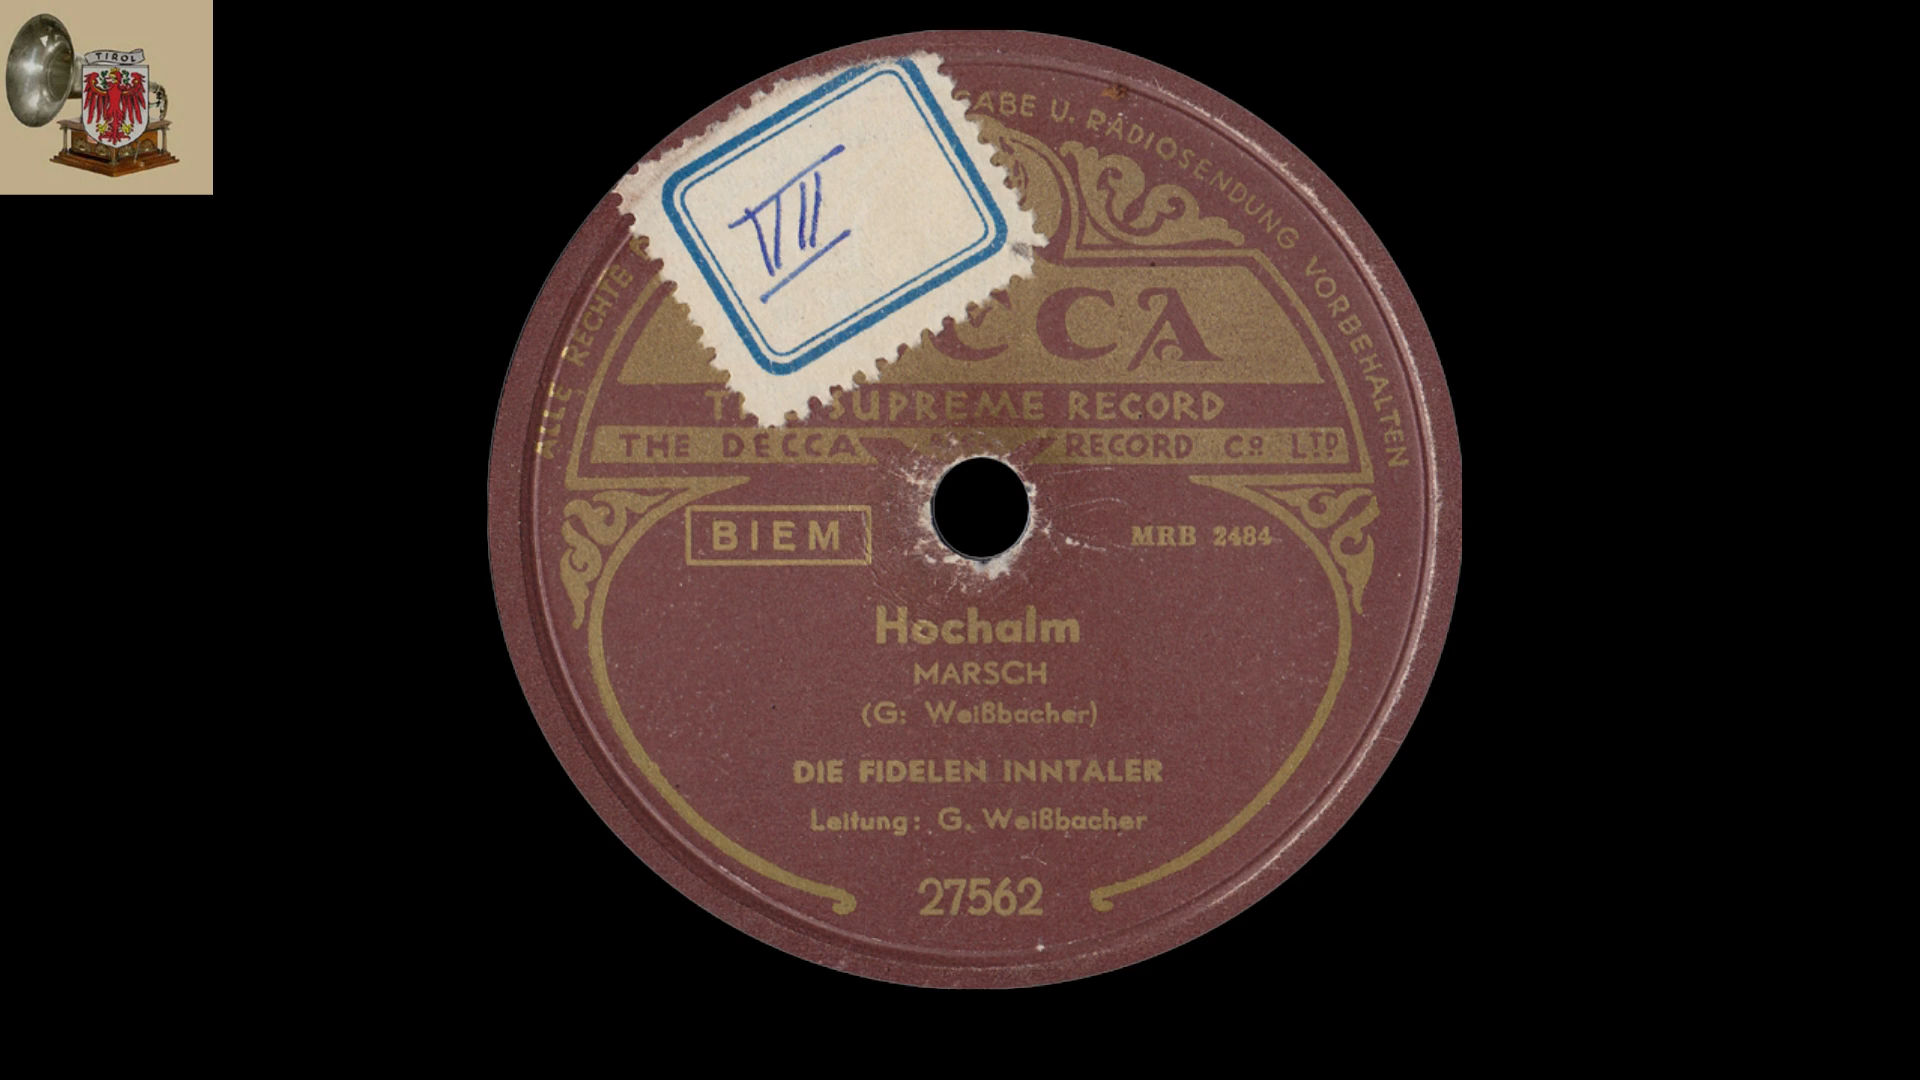 TIROL
VII
ALLE RECHTE
GABE U. RADIOSENDUNG VORBEHALTEN
CCA
SUPREME RECORD
THE DECCA RECORD Co. LTD
BIEM
MRB 2484
Hochalm
MARSCH
(G: Weißbacher)
DIE FIDELEN INNTALER
Leitung: G. Weißbacher
27562